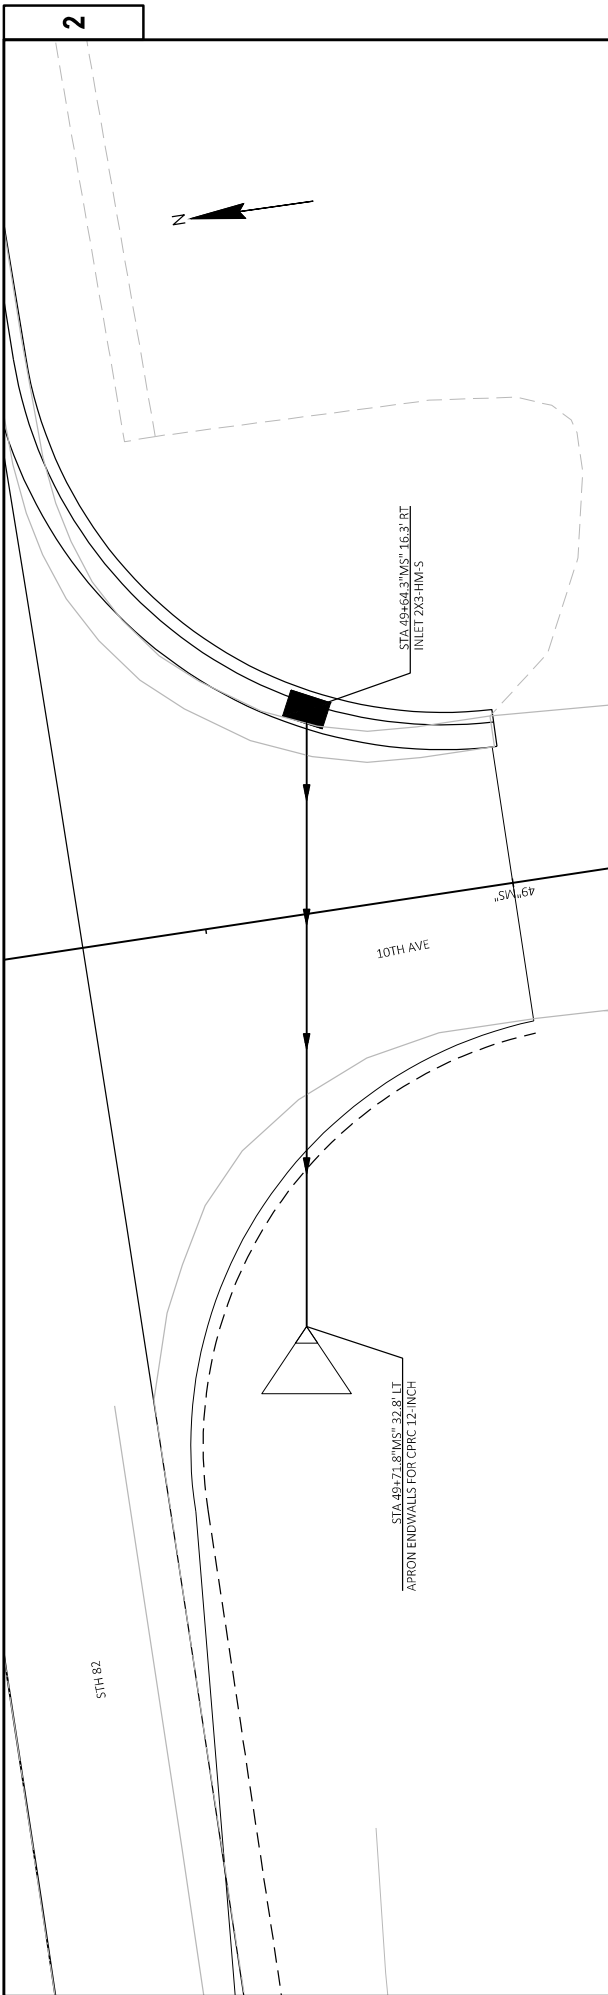 2
N
STA 49+64.3"MS" 16.3' RT
INLET 2X3-HM-S
49"MS"
10TH AVE
STA 49+71.8"MS" 32.8' LT
APRON ENDWALLS FOR CPRC 12-INCH
STH 82